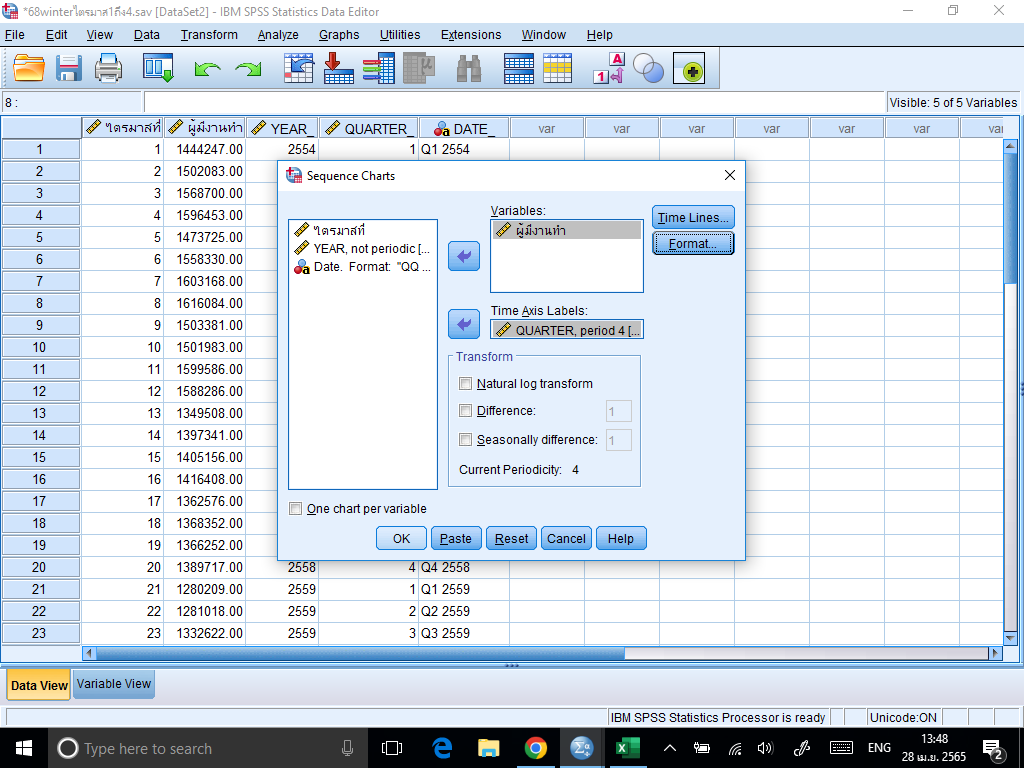 *68winterไตรมาส1ถึง4.sav [DataSet2] - IBM SPSS Statistics Data Editor
File Edit View Data Transform Analyze Graphs Utilities Extensions Window Help
1 A
8 :
Visible: 5 of 5 Variables
ไตรมาสที่ ผู้มีงานทำ YEAR_ QUARTER_ DATE_ var var var var var var var
1 1 1444247.00 2554 1 Q1 2554
2 2 1502083.00
3 3 1568700.00
4 4 1596453.00
5 5 1473725.00
6 6 1558330.00
7 7 1603168.00
8 8 1616084.00
9 9 1503381.00
10 10 1501983.00
11 11 1599586.00
12 12 1588286.00
13 13 1349508.00
14 14 1397341.00
15 15 1405156.00
16 16 1416408.00
17 17 1362576.00
18 18 1368352.00
19 19 1366252.00
20 20 1389717.00 2558 4 Q4 2558
21 21 1280209.00 2559 1 Q1 2559
22 22 1281018.00 2559 2 Q2 2559
23 23 1332622.00 2559 3 Q3 2559
Sequence Charts
ไตรมาสที่
YEAR, not periodic [...
Date. Format: "QQ ...
Variables:
ผู้มีงานทำ
Time Axis Labels:
QUARTER, period 4 [...
Transform
Natural log transform
Difference: 1
Seasonally difference: 1
Current Periodicity: 4
Time Lines...
Format...
One chart per variable
OK Paste Reset Cancel Help
Data View Variable View
IBM SPSS Statistics Processor is ready Unicode:ON
Type here to search
ENG
13:48
28 เม.ย. 2565
2